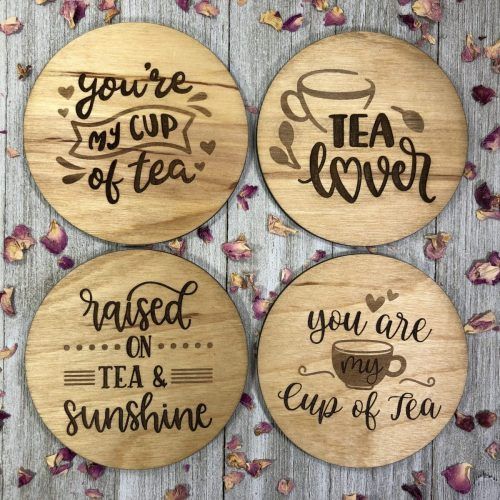 you're
MY CUP
of tea
TEA
lover
raised
ON
TEA &
sunshine
you are
my
Cup of Tea